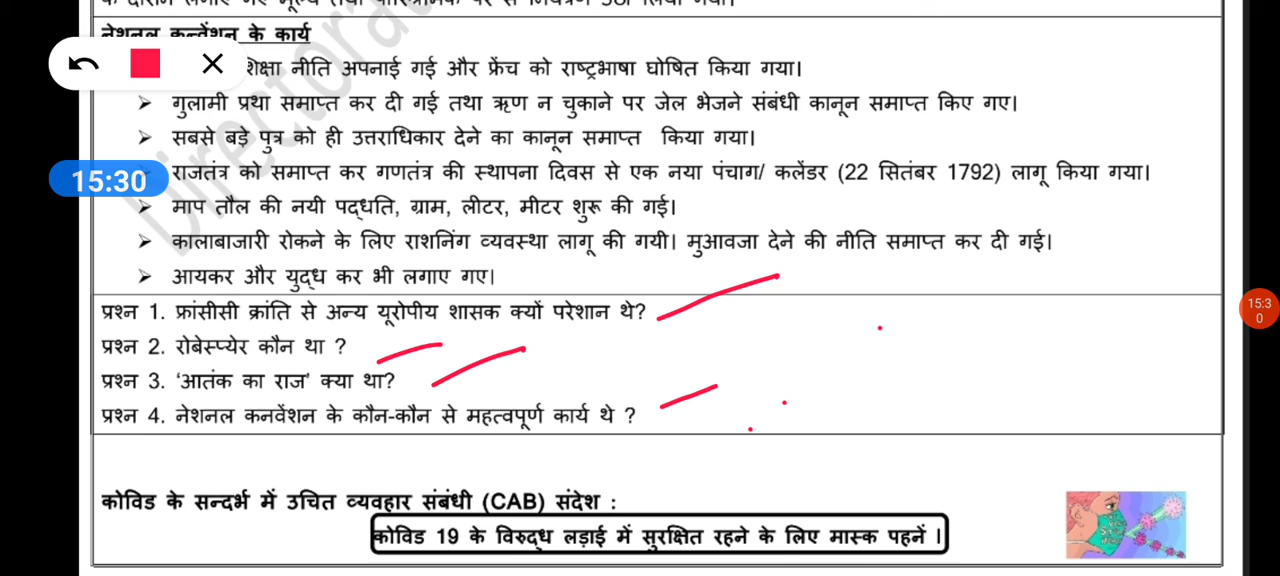 नेशनल कन्वेंशन के कार्य
शिक्षा नीति अपनाई गई और फ्रेंच को राष्ट्रभाषा घोषित किया गया।
➢ गुलामी प्रथा समाप्त कर दी गई तथा ऋण न चुकाने पर जेल भेजने संबंधी कानून समाप्त किए गए।
➢ सबसे बड़े पुत्र को ही उत्तराधिकार देने का कानून समाप्त किया गया।
15:30
राजतंत्र को समाप्त कर गणतंत्र की स्थापना दिवस से एक नया पंचाग/ कलेंडर (22 सितंबर 1792) लागू किया गया।
➢ माप तौल की नयी पद्धति, ग्राम, लीटर, मीटर शुरू की गई।
➢ कालाबाजारी रोकने के लिए राशनिंग व्यवस्था लागू की गयी। मुआवजा देने की नीति समाप्त कर दी गई।
➢ आयकर और युद्ध कर भी लगाए गए।
15:3
0
प्रश्न 1. फ्रांसीसी क्रांति से अन्य यूरोपीय शासक क्यों परेशान थे?
प्रश्न 2. रोबेस्प्येर कौन था ?
प्रश्न 3. ‘आतंक का राज’ क्या था?
प्रश्न 4. नेशनल कनवेंशन के कौन-कौन से महत्वपूर्ण कार्य थे ?
कोविड के सन्दर्भ में उचित व्यवहार संबंधी (CAB) संदेश :
कोविड 19 के विरुद्ध लड़ाई में सुरक्षित रहने के लिए मास्क पहनें ।